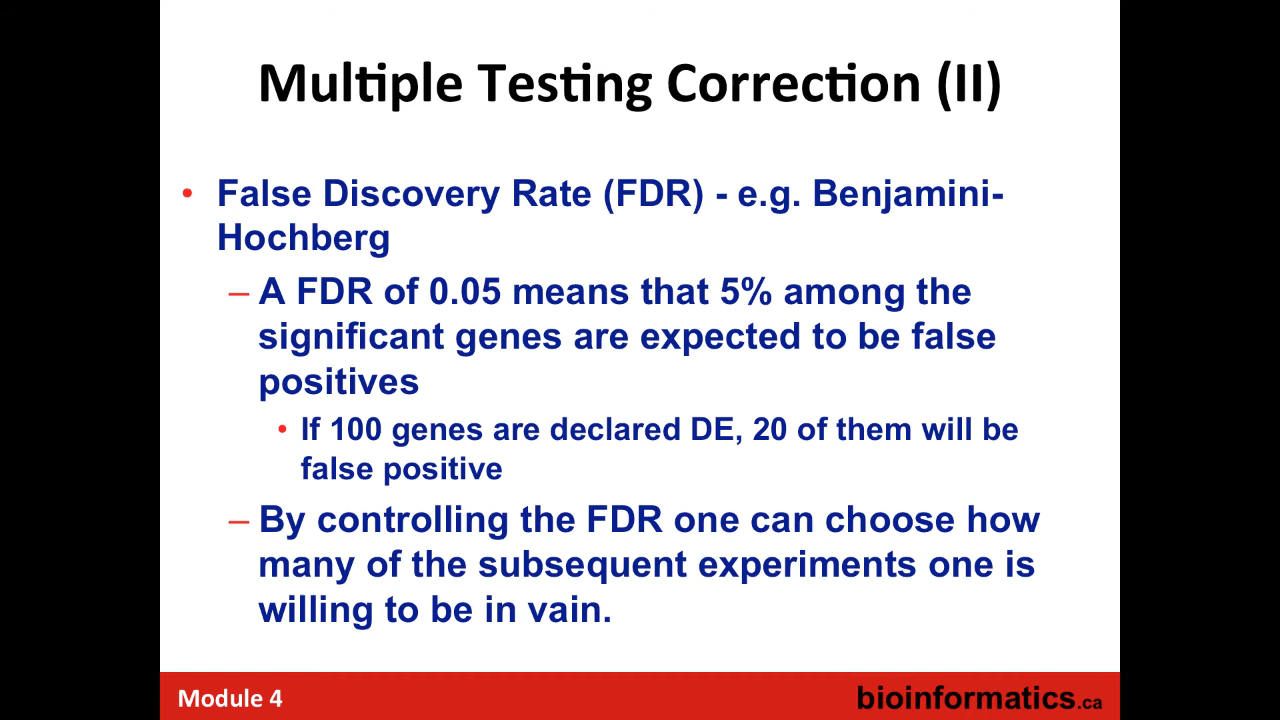 Multiple Testing Correction (II)
• False Discovery Rate (FDR) - e.g. Benjamini-
Hochberg
– A FDR of 0.05 means that 5% among the
significant genes are expected to be false
positives
• If 100 genes are declared DE, 20 of them will be
false positive
– By controlling the FDR one can choose how
many of the subsequent experiments one is
willing to be in vain.
Module 4
bioinformatics.ca